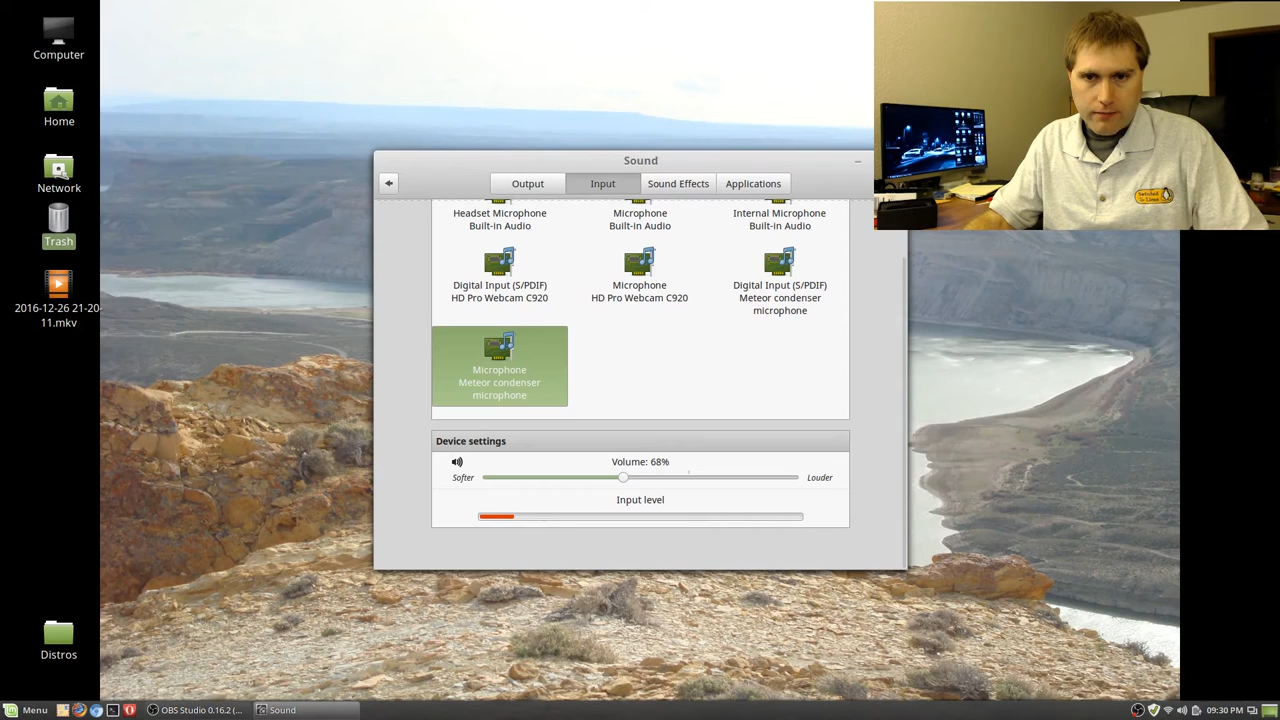 Computer
Home
Network
Trash
2016-12-26 21-20-
11.mkv
Distros
Sound
Output
Input
Sound Effects
Applications
Headset Microphone
Built-in Audio
Microphone
Built-in Audio
Internal Microphone
Built-in Audio
Digital Input (S/PDIF)
HD Pro Webcam C920
Microphone
HD Pro Webcam C920
Digital Input (S/PDIF)
Meteor condenser
microphone
Microphone
Meteor condenser
microphone
Device settings
Volume: 68%
Softer
Louder
Input level
Switched
to Linux
Menu
OBS Studio 0.16.2 (...
Sound
09:30 PM